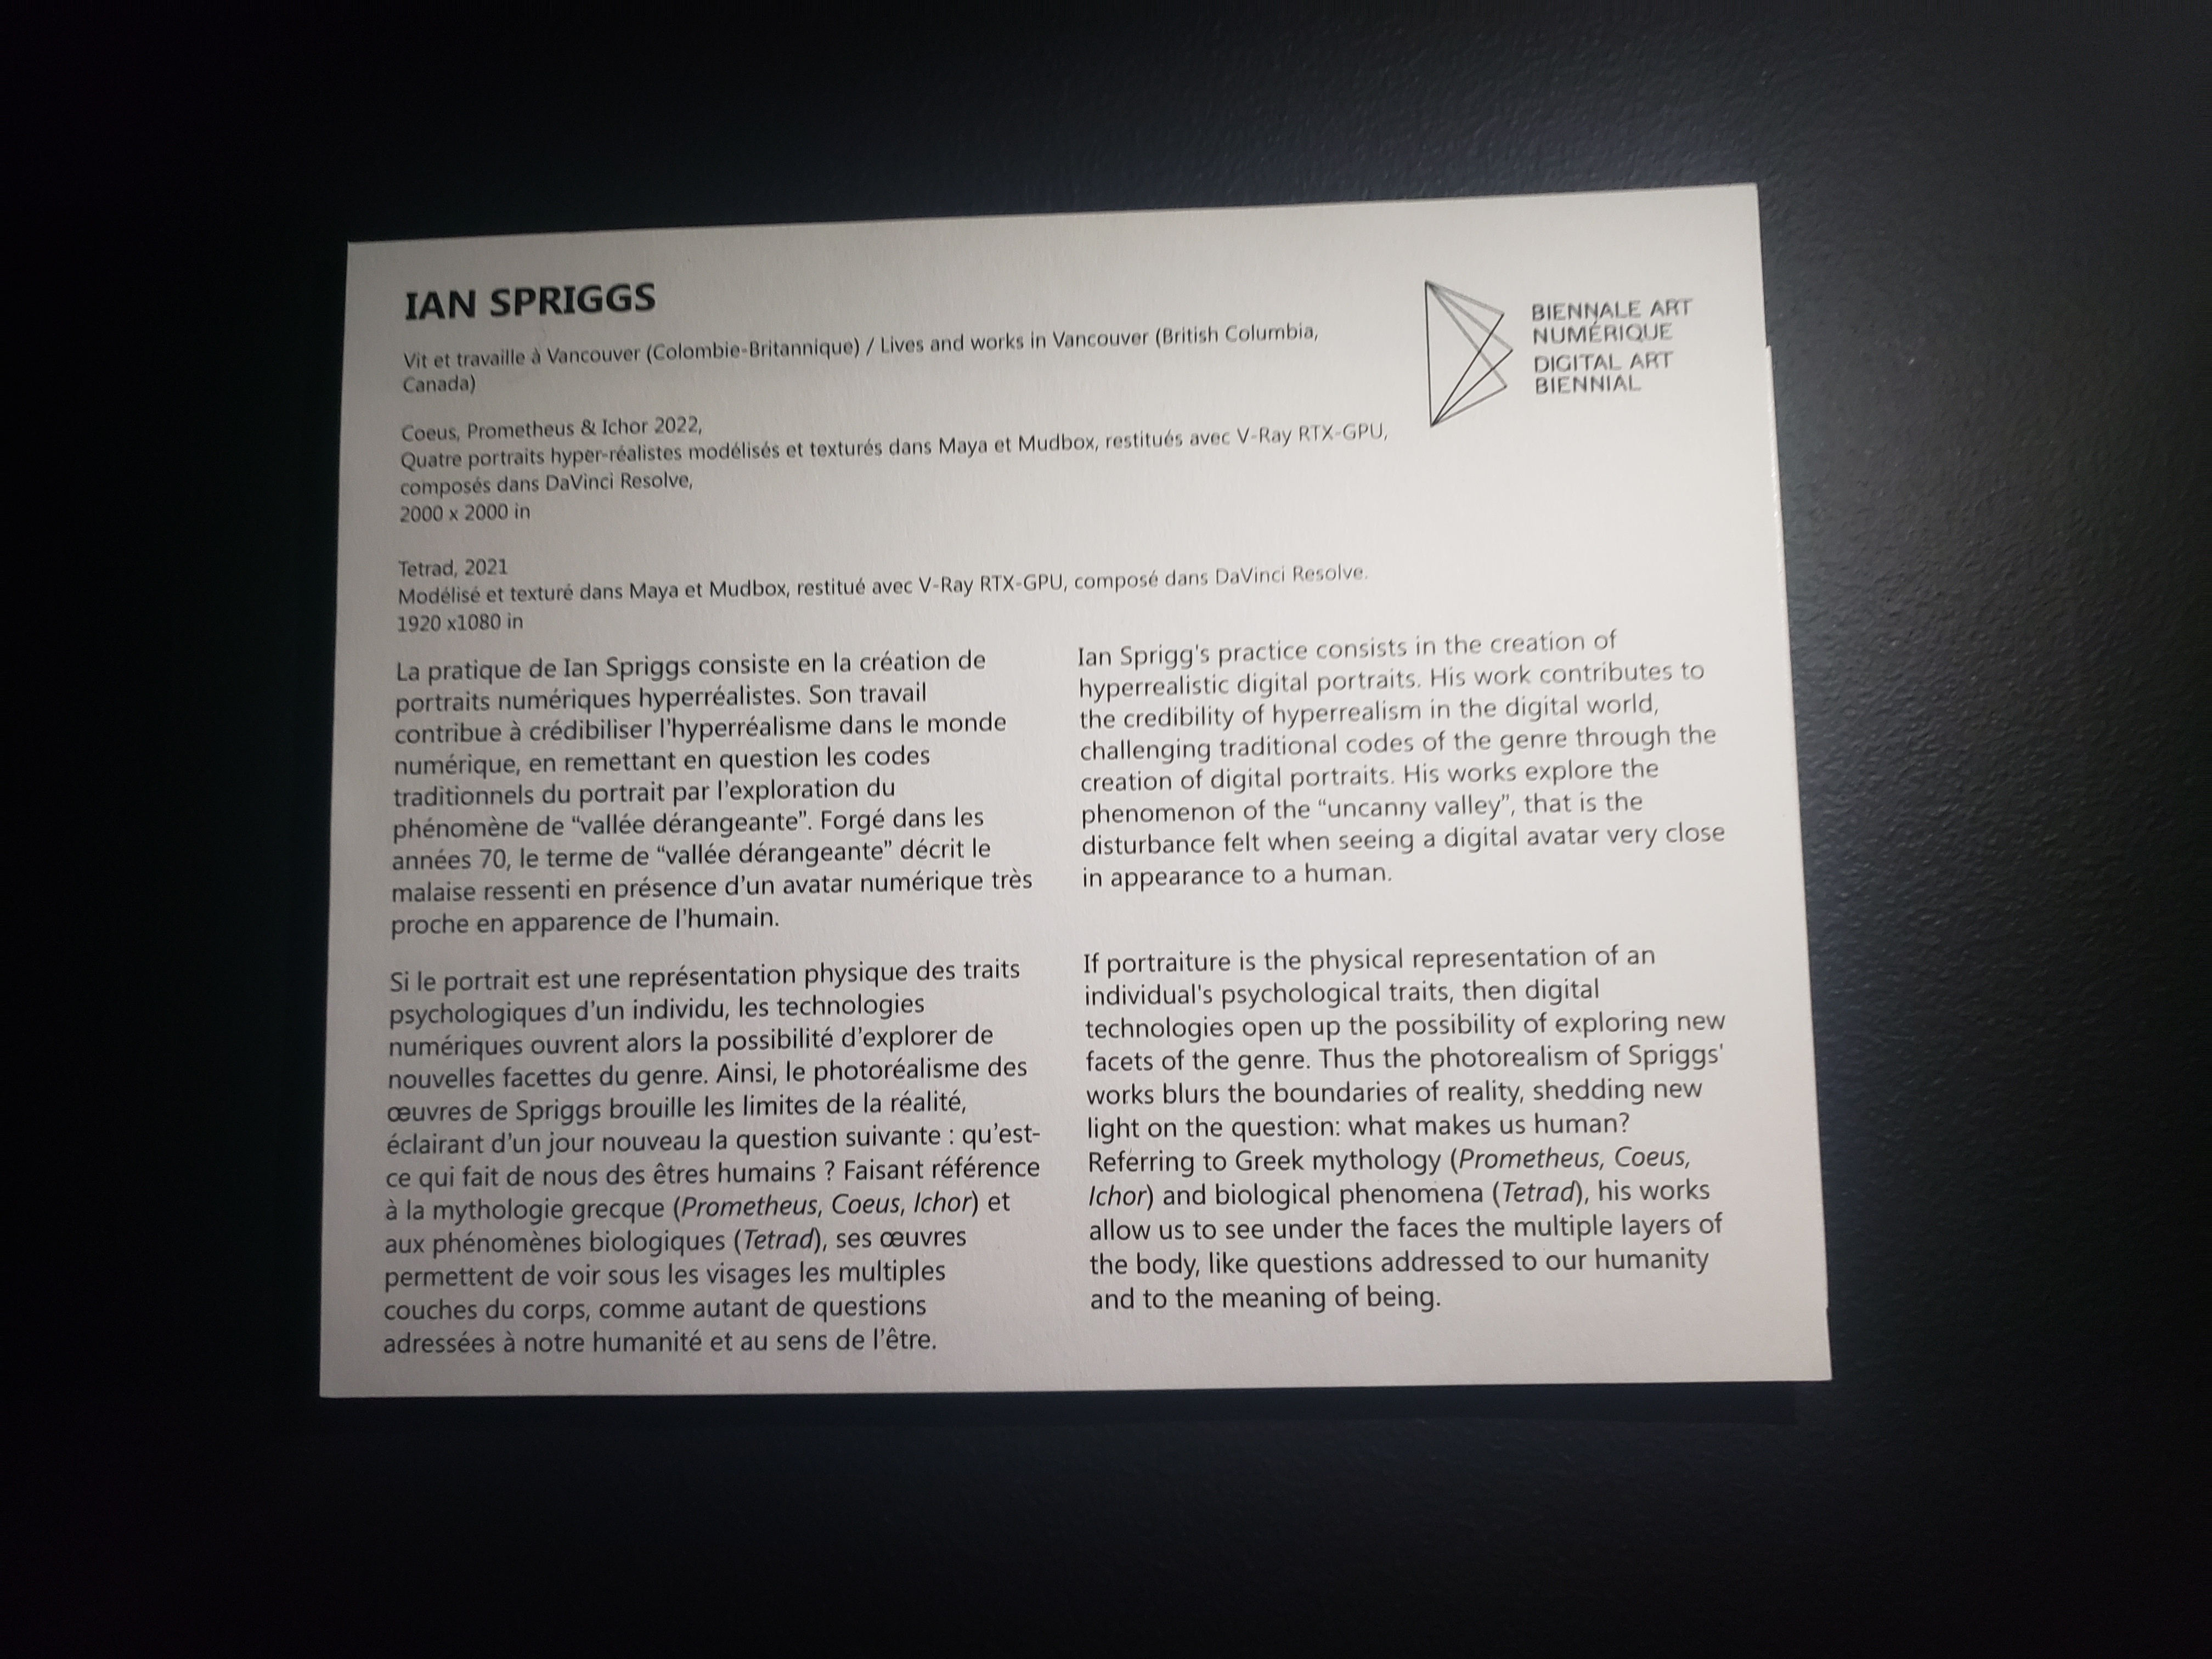 IAN SPRIGGS
Vit et travaille à Vancouver (Colombie-Britannique) / Lives and works in Vancouver (British Columbia,
Canada)
BIENNALE ART
NUMÉRIQUE
DIGITAL ART
BIENNIAL
Coeus, Prometheus & Ichor 2022,
Quatre portraits hyper-réalistes modélisés et texturés dans Maya et Mudbox, restitués avec V-Ray RTX-GPU,
composés dans DaVinci Resolve,
2000 x 2000 in
Tetrad, 2021
Modélisé et texturé dans Maya et Mudbox, restitué avec V-Ray RTX-GPU, composé dans DaVinci Resolve.
1920 x1080 in
La pratique de Ian Spriggs consiste en la création de
portraits numériques hyperréalistes. Son travail
contribue à crédibiliser l'hyperréalisme dans le monde
numérique, en remettant en question les codes
traditionnels du portrait par l'exploration du
phénomène de “vallée dérangeante”. Forgé dans les
années 70, le terme de “vallée dérangeante” décrit le
malaise ressenti en présence d'un avatar numérique très
proche en apparence de l'humain.
Si le portrait est une représentation physique des traits
psychologiques d'un individu, les technologies
numériques ouvrent alors la possibilité d'explorer de
nouvelles facettes du genre. Ainsi, le photoréalisme des
œuvres de Spriggs brouille les limites de la réalité,
éclairant d'un jour nouveau la question suivante : qu'est-
ce qui fait de nous des êtres humains ? Faisant référence
à la mythologie grecque (Prometheus, Coeus, Ichor) et
aux phénomènes biologiques (Tetrad), ses œuvres
permettent de voir sous les visages les multiples
couches du corps, comme autant de questions
adressées à notre humanité et au sens de l'être.
Ian Sprigg's practice consists in the creation of
hyperrealistic digital portraits. His work contributes to
the credibility of hyperrealism in the digital world,
challenging traditional codes of the genre through the
creation of digital portraits. His works explore the
phenomenon of the “uncanny valley”, that is the
disturbance felt when seeing a digital avatar very close
in appearance to a human.
If portraiture is the physical representation of an
individual's psychological traits, then digital
technologies open up the possibility of exploring new
facets of the genre. Thus the photorealism of Spriggs'
works blurs the boundaries of reality, shedding new
light on the question: what makes us human?
Referring to Greek mythology (Prometheus, Coeus,
Ichor) and biological phenomena (Tetrad), his works
allow us to see under the faces the multiple layers of
the body, like questions addressed to our humanity
and to the meaning of being.